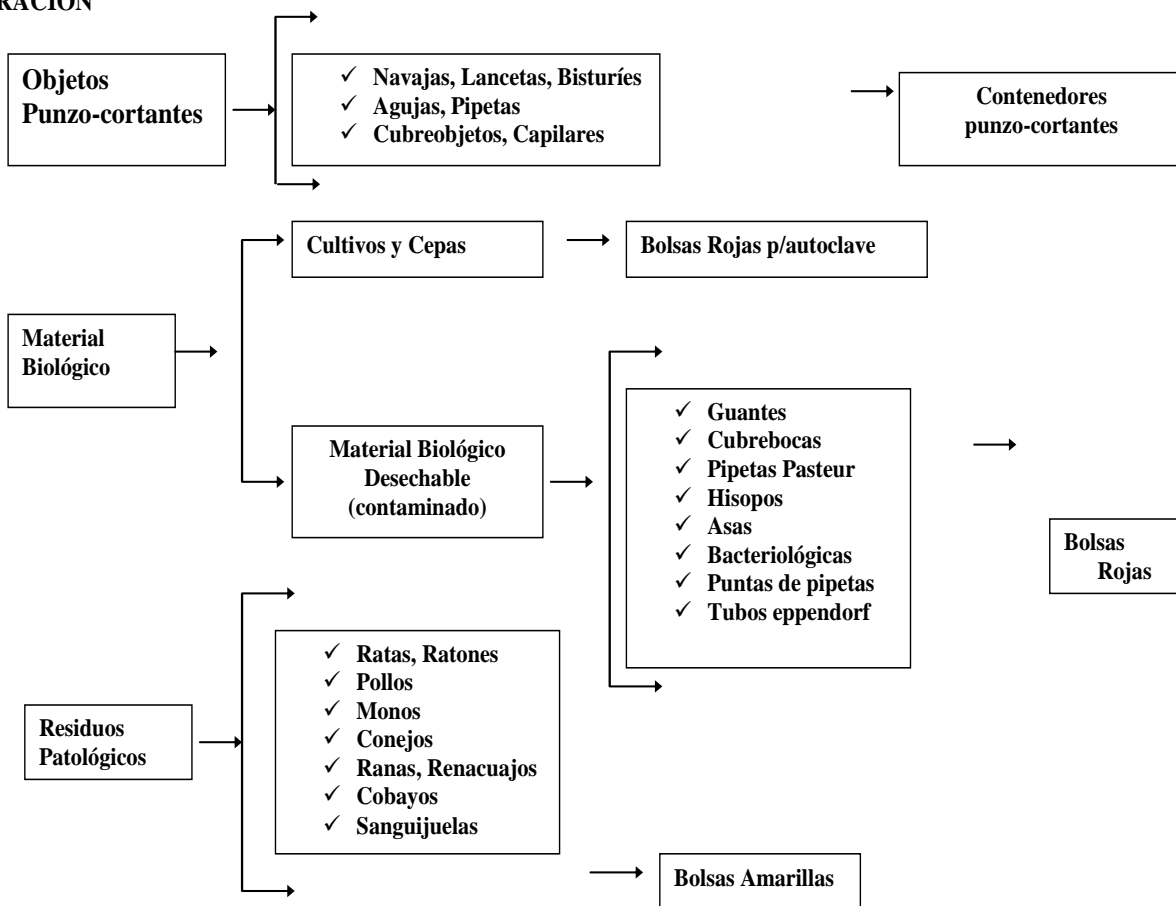 RACIÓN
Objetos
Punzo-cortantes
✓ Navajas, Lancetas, Bisturíes
✓ Agujas, Pipetas
✓ Cubreobjetos, Capilares
Contenedores
punzo-cortantes
Cultivos y Cepas
Bolsas Rojas p/autoclave
Material
Biológico
Material Biológico
Desechable
(contaminado)
✓ Guantes
✓ Cubrebocas
✓ Pipetas Pasteur
✓ Hisopos
✓ Asas
✓ Bacteriológicas
✓ Puntas de pipetas
✓ Tubos eppendorf
Bolsas
Rojas
Residuos
Patológicos
✓ Ratas, Ratones
✓ Pollos
✓ Monos
✓ Conejos
✓ Ranas, Renacuajos
✓ Cobayos
✓ Sanguijuelas
Bolsas Amarillas